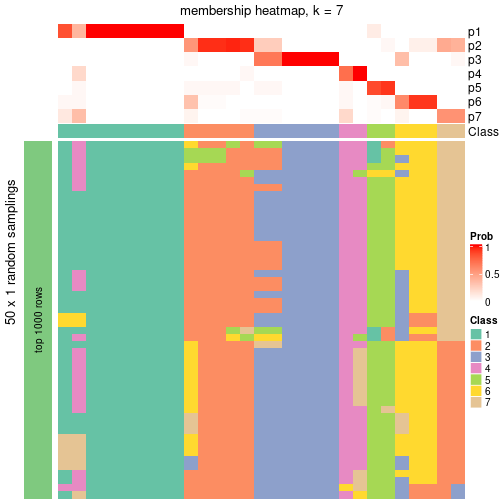 membership heatmap, k = 7
p1
p2
p3
p4
p5
p6
p7
Class
50 x 1 random samplings
top 1000 rows
Prob
1
0.5
0
Class
1
2
3
4
5
6
7